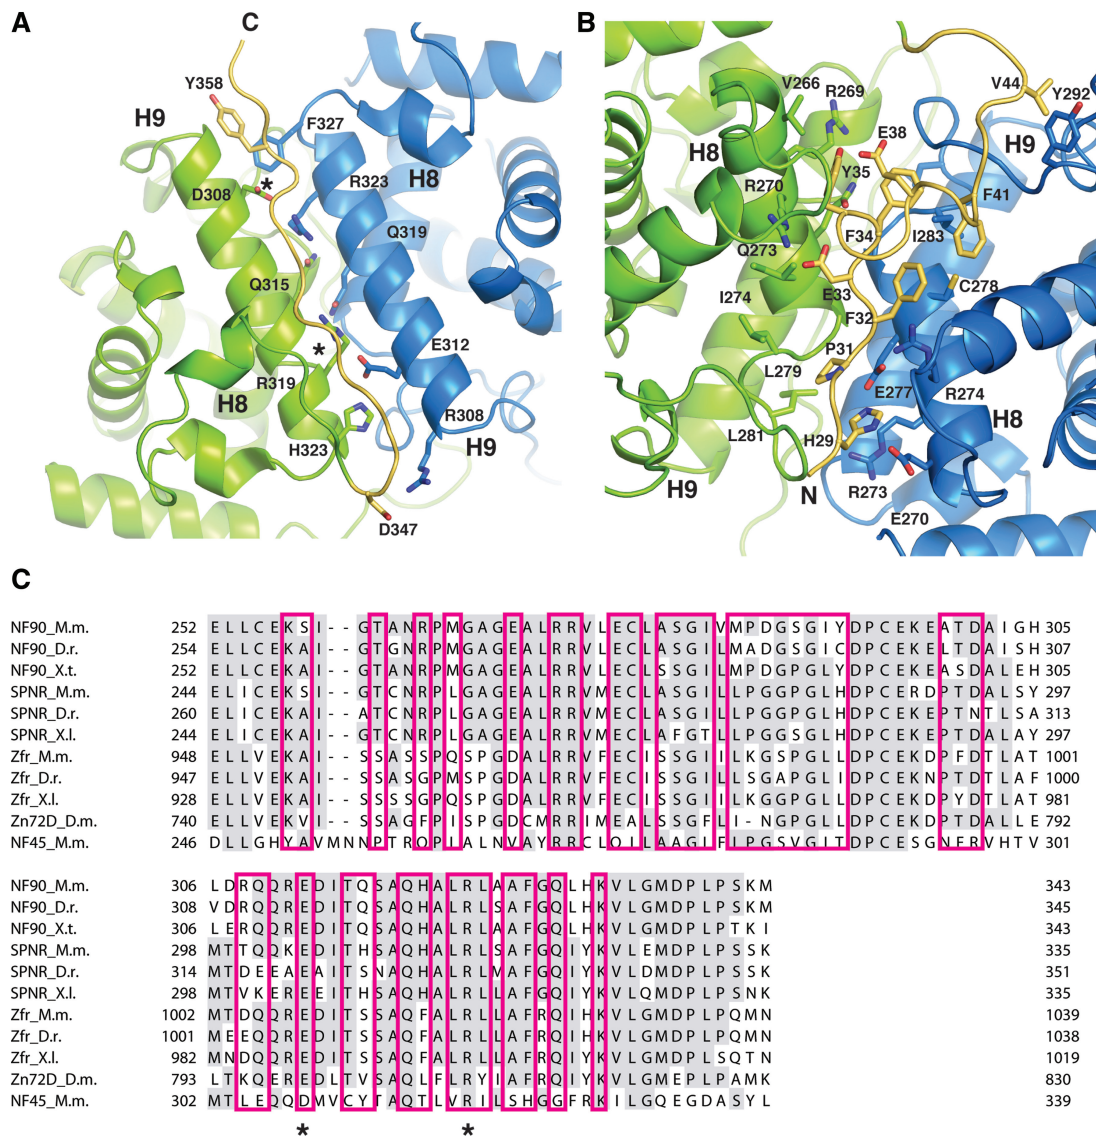 A
C
Y358
H9
F327
D308
*
R323
H8
Q319
Q315
*
E312
R319
H8
R308
H323
H9
D347
B
V44
V266
R269
Y292
E38
H9
H8
Y35
R270
F41
F34
I283
Q273
C278
I274
E33
F32
P31
L279
E277
R274
H8
L281
H29
H9
N
R273
E270
C
NF90_M.m. 252 ELLCEKSI--GTANRPMGAGEALRRVLECLASGIVMPDGSGIYDPCEKEATDAIGH 305
NF90_D.r. 254 ELLCEKAI--GTGNRPMGAGEALRRVLECLASGILMADGSGICDPCEKELTDAISH 307
NF90_X.t. 252 ELLCEKSI--GTANRPMGAGEALRRVLECLASGILMPDGPGLYDPCEKEASDALEH 305
SPNR_M.m. 244 ELICEKSI--GTCNRPLGAGEALRRVMECLASGILLPGGPGLHDPCERDPTDALSY 297
SPNR_D.r. 260 ELICEKAI--ATCNRPLGAGEALRRVMECLASGILLPGGPGLHDPCEKEPTNTLSA 313
SPNR_X.l. 244 ELICEKAI--GTCNRPLGAGEALRRVMECLAFGTLLPGGSGLHDPCEKEPTDALAY 297
Zfr_M.m. 948 ELLVEKAI--SSASSPQSPGDALRRVFECISSGIILKGSPGLLDPCEKDPFDTLAT 1001
Zfr_D.r. 947 ELLVEKAI--SSASGPMSPGDALRRVFECISSGIILSGAPGLIDPCEKNPTDTLAF 1000
Zfr_X.l. 928 ELLVEKAI--SSSSGPQSPGDALRRVFECISSGIILKGGPGLLDPCEKDPYDTLAT 981
Zn72D_D.m. 740 ELLVEKVI--SSAGFPISPGDCMRRIMEALSSGFLI-NGPGLLDPCEKEPTDTLLE 792
NF45_M.m. 246 DLLGHYAVMNNPTRQPIALNVAYRRCLQILAAGIFIPGSVGITDPCESGNFRVHTV 301
NF90_M.m. 306 LDRQQREDITQSAQHALRLAAFGQLHKVLGMDPLPSKM 343
NF90_D.r. 308 VDRQQREDITQSAQHALRLSAFGQLHKVLGMDPLPSKM 345
NF90_X.t. 306 LERQQREDITQSAQHALRLAAFGQLHKVLGMDPLPTKI 343
SPNR_M.m. 298 MTTQQKEDITHSAQHALRLSAFGQIYKVLEMDPLPSSK 335
SPNR_D.r. 314 MTDEEAEAITSNAQHALRLMAFGQIYKVLDMDPLPSSK 351
SPNR_X.l. 298 MTVKEREEITHSAQHALRLLAFGQIYKVLQMDPLPSNK 335
Zfr_M.m. 1002 MTDQQREDITSSAQFALRLLAFRQIHKVLGMDPLPQMN 1039
Zfr_D.r. 1001 MEEQQREDITSSAQFALRLLAFRQIHKVLGMDPLPQMN 1038
Zfr_X.l. 982 MNDQQREDITSSAQFALRLLAFRQIHKVLGMDPLSQTN 1019
Zn72D_D.m. 793 LTKQEREDLTVSAQLFLRYIAFRQIYKVLGMEPLPAMK 830
NF45_M.m. 302 MTLEQQDMVCYTAQTLVRILSHGGFRKILGQEGDASYL 339
* *